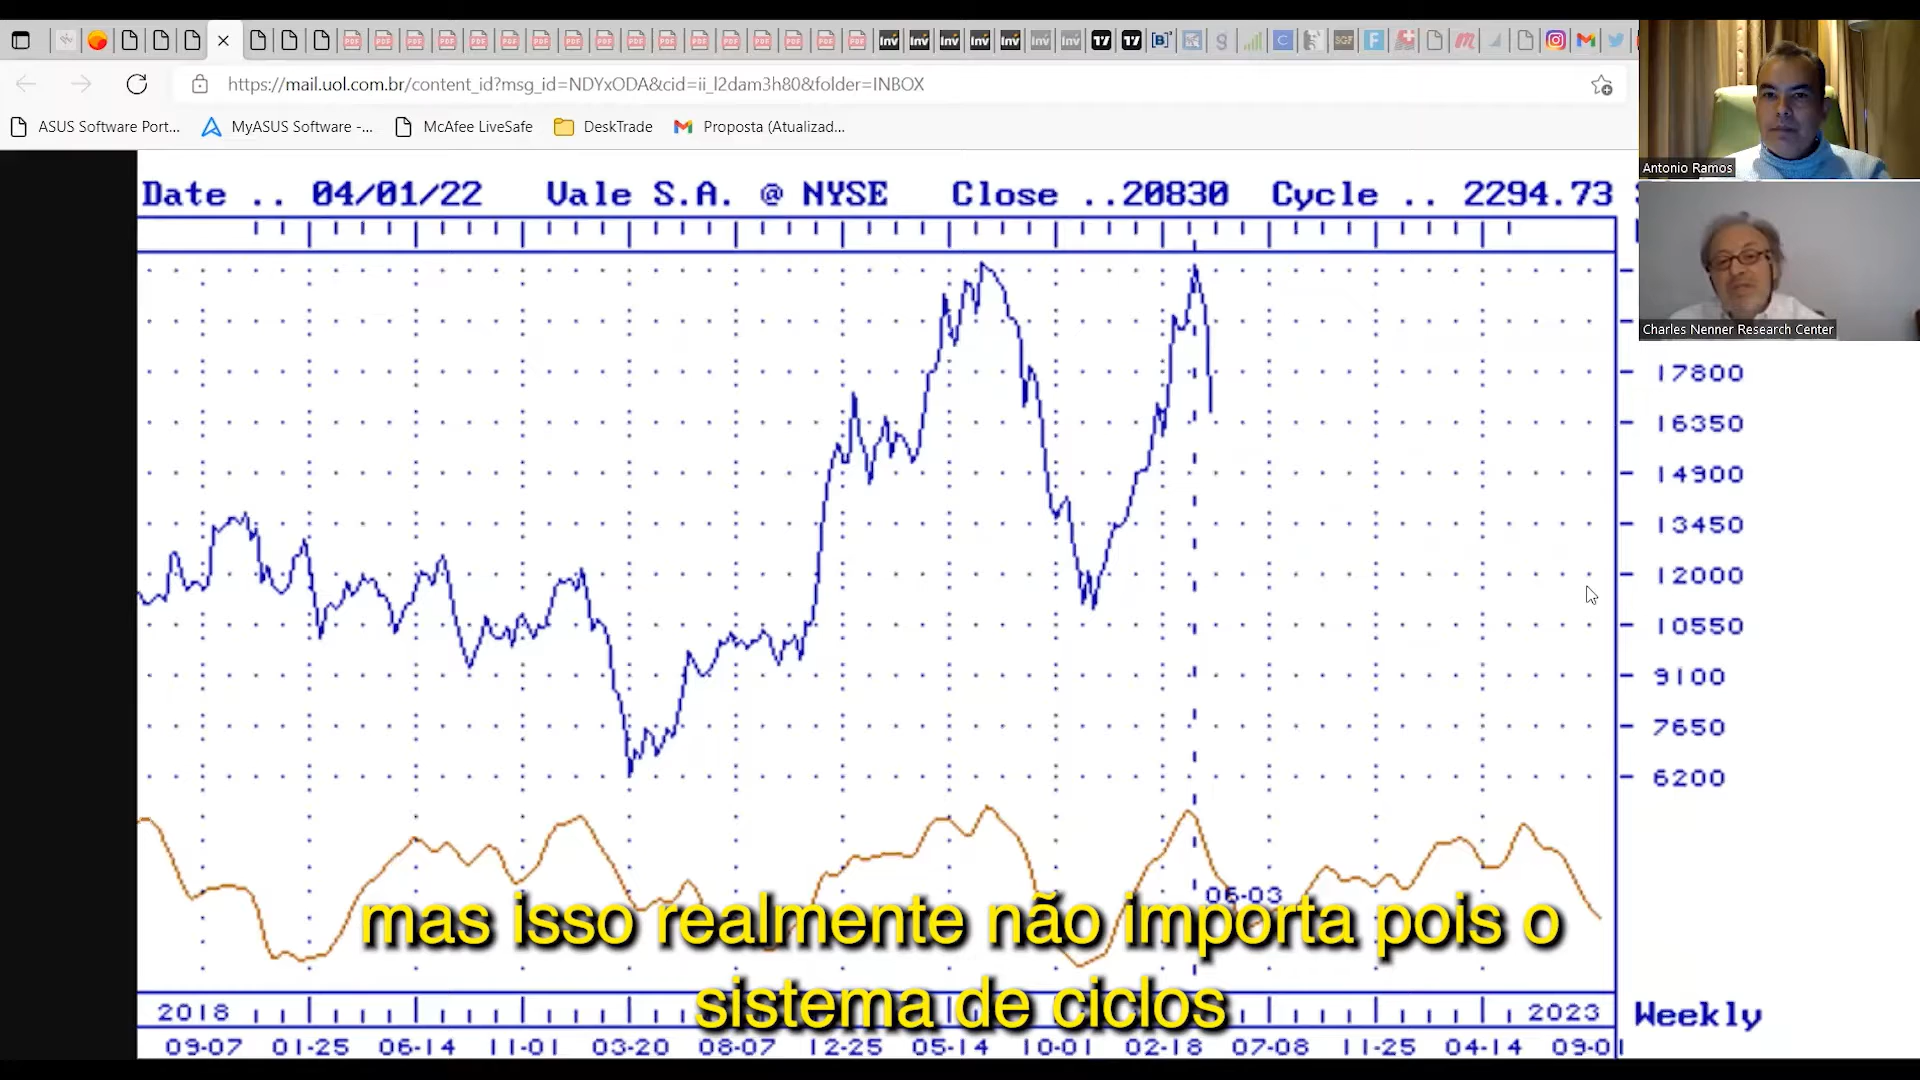 https://mail.uol.com.br/content_id?msg_id=NDYxODA&cid=ii_l2dam3h80&folder=INBOX
ASUS Software Port... MyASUS Software -... McAfee LiveSafe DeskTrade Proposta (Atualizad...
Antonio Ramos
Charles Nenner Research Center
Date .. 04/01/22 Vale S.A. @ NYSE Close ..20830 Cycle .. 2294.73
17800
16350
14900
13450
12000
10550
9100
7650
6200
06-03
mas isso realmente não importa pois o
sistema de ciclos
2018 2023 Weekly
09-07 01-25 06-14 11-01 03-20 08-07 12-25 05-14 10-01 02-18 07-08 11-25 04-14 09-01